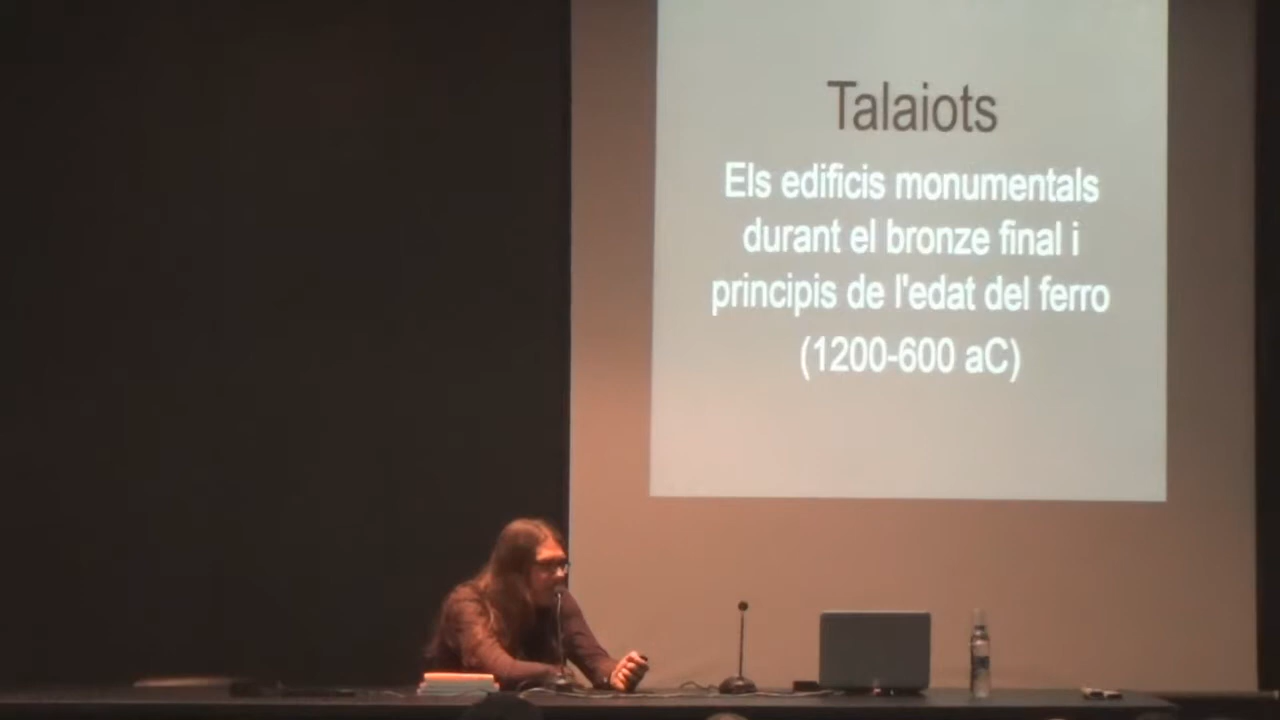 Talaiots
Els edificis monumentals
durant el bronze final i
principis de l'edat del ferro
(1200-600 aC)